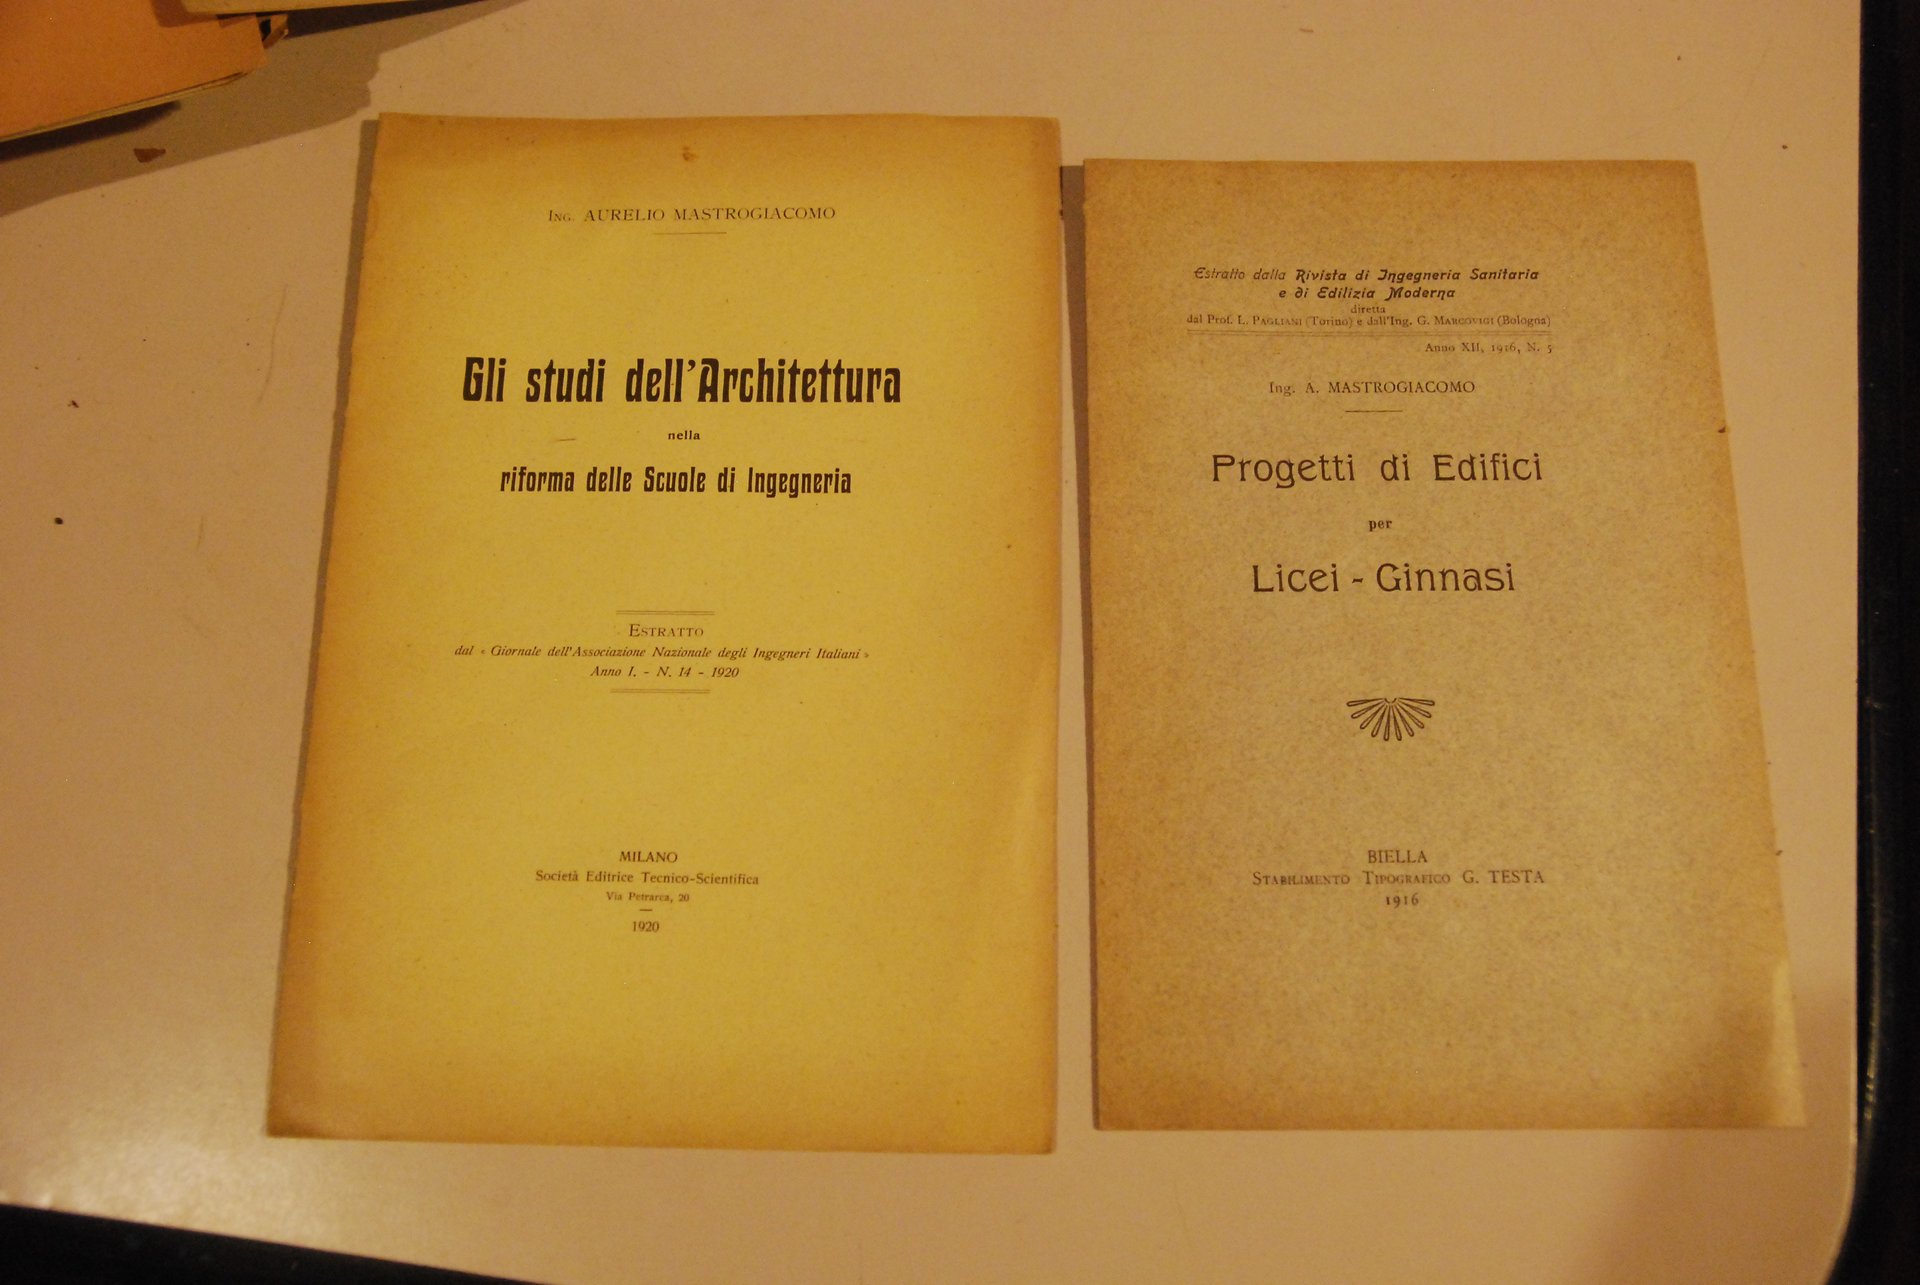 Ing. AURELIO MASTROGIACOMO
Gli studi dell'Architettura
nella
riforma delle Scuole di Ingegneria
Estratto
dal « Giornale dell'Associazione Nazionale degli Ingegneri Italiani »
Anno I. - N. 14 - 1920
MILANO
Società Editrice Tecnico-Scientifica
Via Petrarca, 20
1920
Estratto dalla Rivista di Ingegneria Sanitaria
e di Edilizia Moderna
diretta
dal Prof. L. Pagliani (Torino) e dall'Ing. G. Marcovigi (Bologna)
Anno XII, 1916, N. 5
Ing. A. MASTROGIACOMO
Progetti di Edifici
per
Licei - Ginnasi
BIELLA
Stabilimento Tipografico G. TESTA
1916